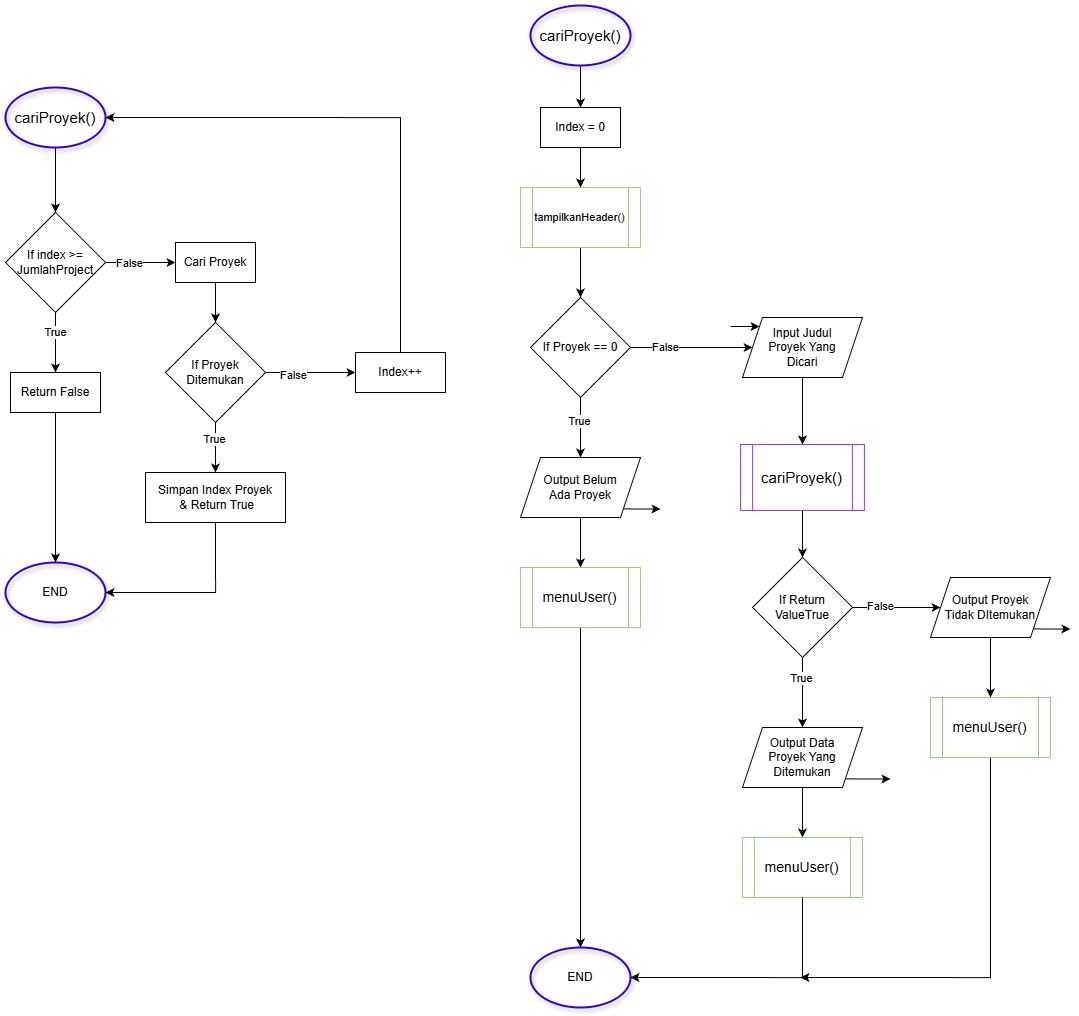 cariProyek()
If index >=
JumlahProject
False
Cari Proyek
True
Return False
If Proyek
Ditemukan
False
Index++
True
Simpan Index Proyek
& Return True
END
cariProyek()
Index = 0
tampilkanHeader()
If Proyek == 0
False
Input Judul
Proyek Yang
Dicari
True
Output Belum
Ada Proyek
menuUser()
cariProyek()
If Return
ValueTrue
False
Output Proyek
Tidak DItemukan
menuUser()
True
Output Data
Proyek Yang
Ditemukan
menuUser()
END